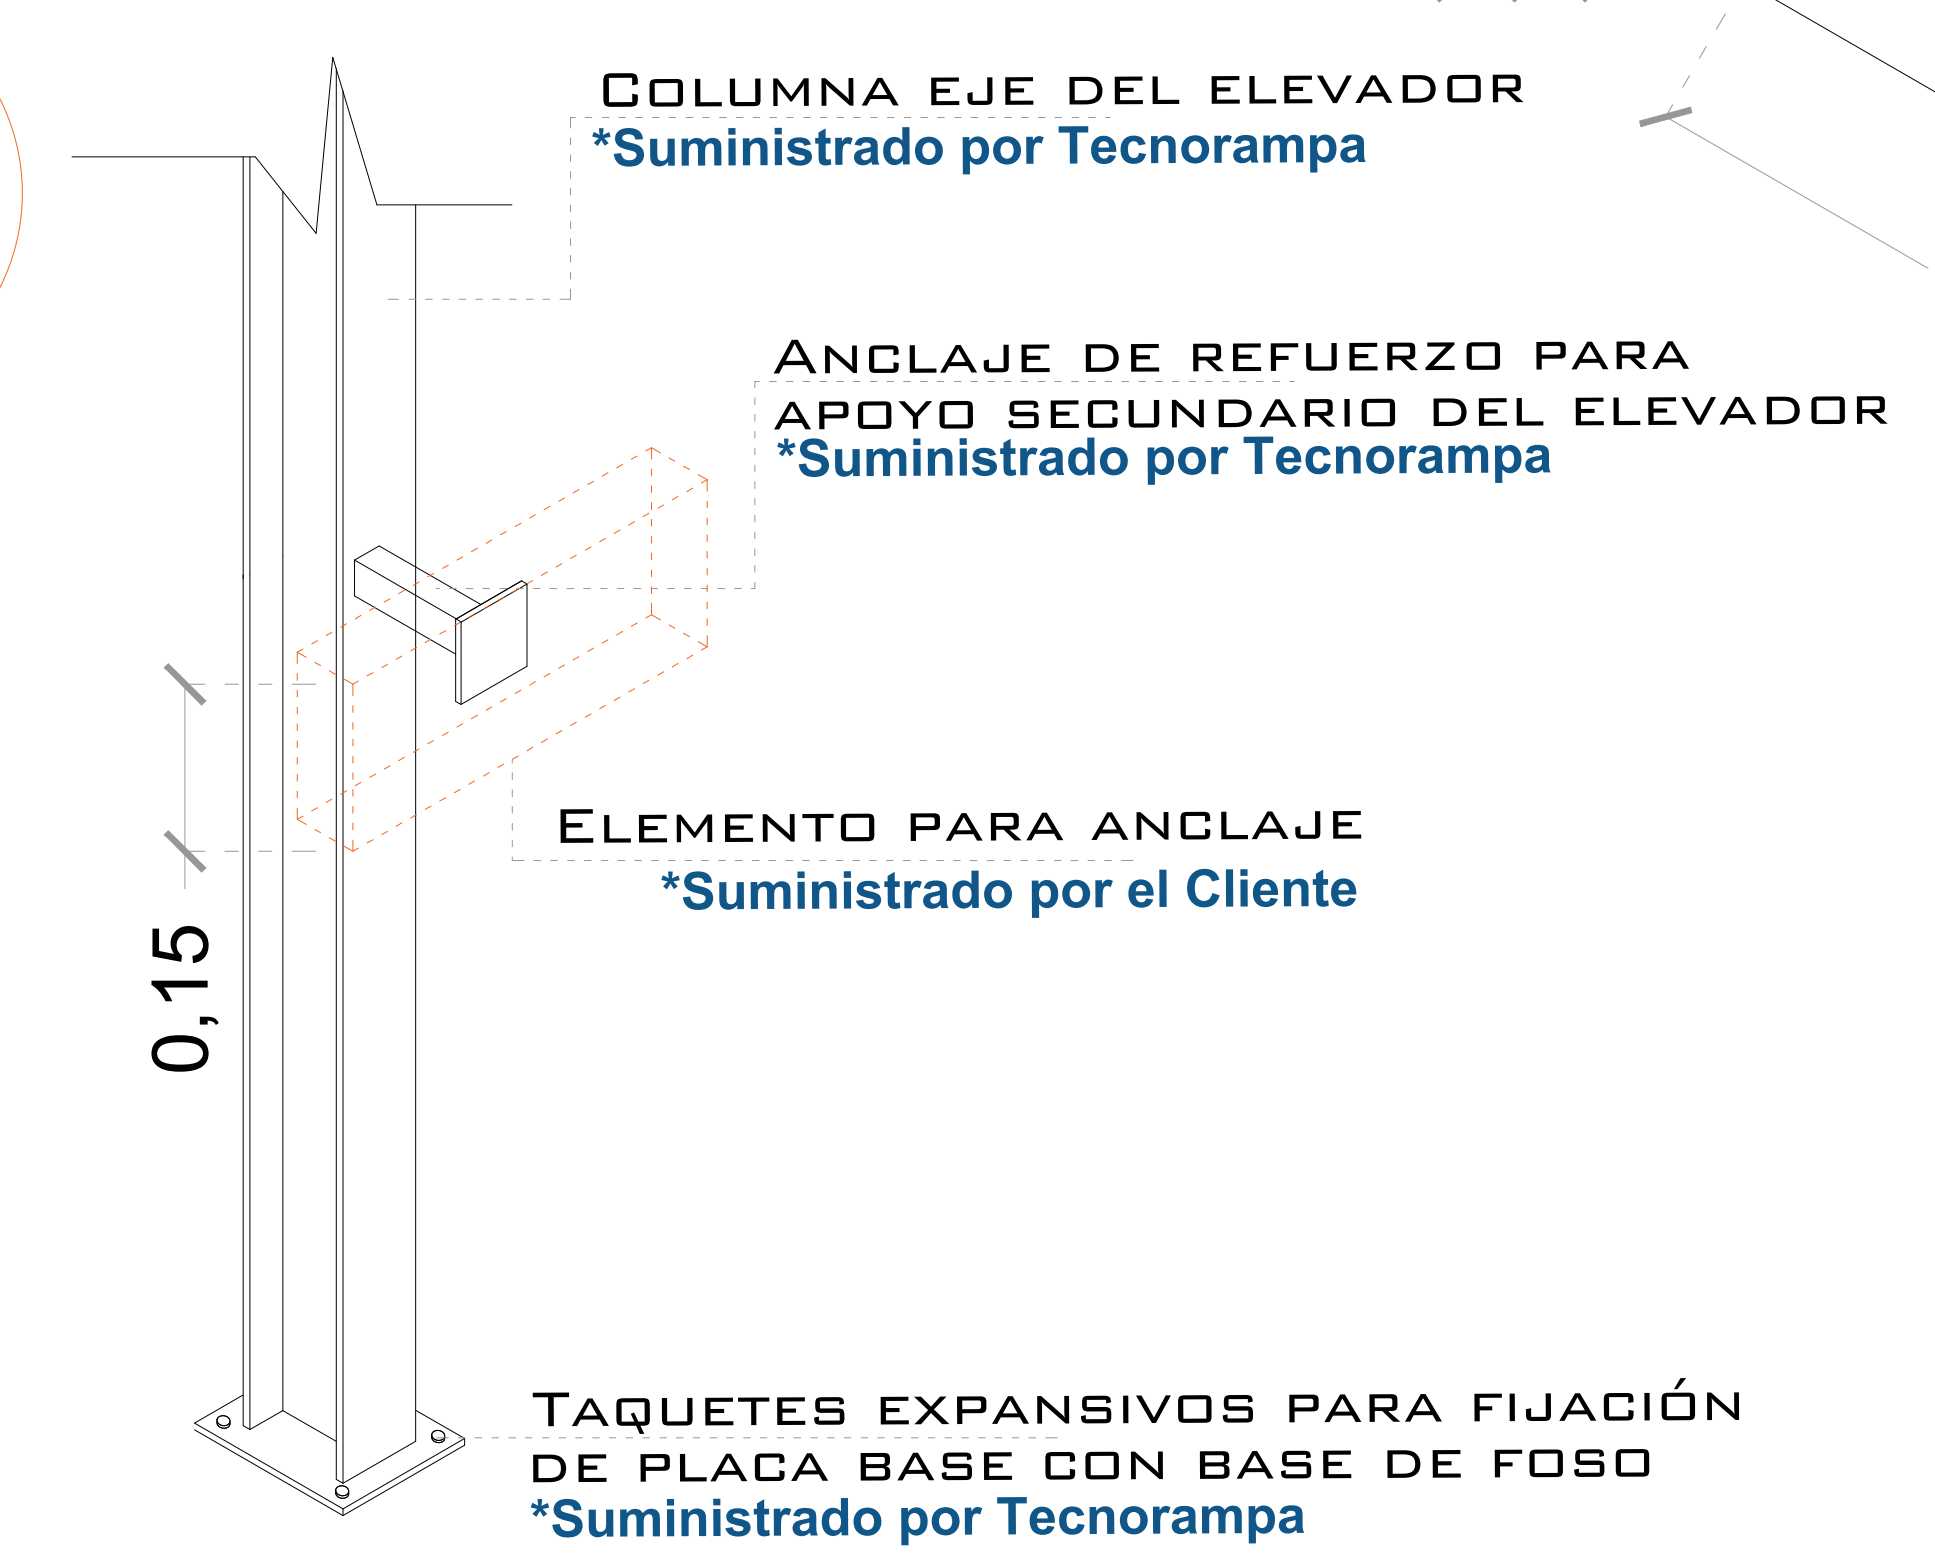 Columna eje del elevador
*Suministrado por Tecnorampa
Anclaje de refuerzo para
apoyo secundario del elevador
*Suministrado por Tecnorampa
Elemento para anclaje
*Suministrado por el Cliente
0,15
Taquetes expansivos para fijación
de placa base con base de foso
*Suministrado por Tecnorampa